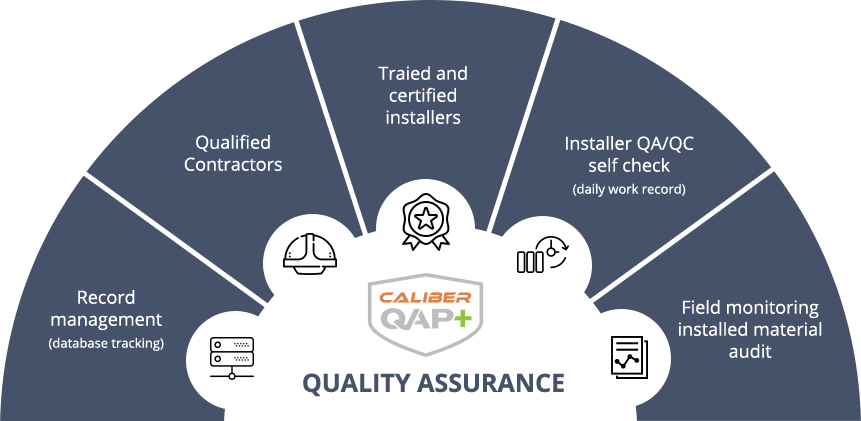 Record
management
(database tracking)
Qualified
Contractors
Traied and
certified
installers
Installer QA/QC
self check
(daily work record)
Field monitoring
installed material
audit
CALIBER
QAP+
QUALITY ASSURANCE